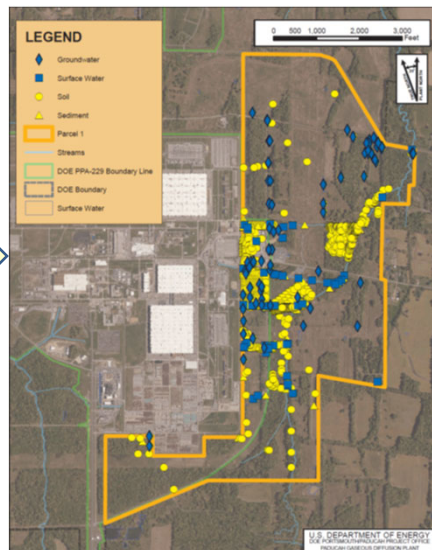 LEGEND
Groundwater
Surface Water
Soil
Sediment
Parcel 1
Streams
DOE PPA-229 Boundary Line
DOE Boundary
Surface Water
0 500 1,000 2,000 3,000
Feet
PLANT NORTH
U.S. DEPARTMENT OF ENERGY
DOE PORTSMOUTH/PADUCAH PROJECT OFFICE
PADUCAH GASEOUS DIFFUSION PLANT